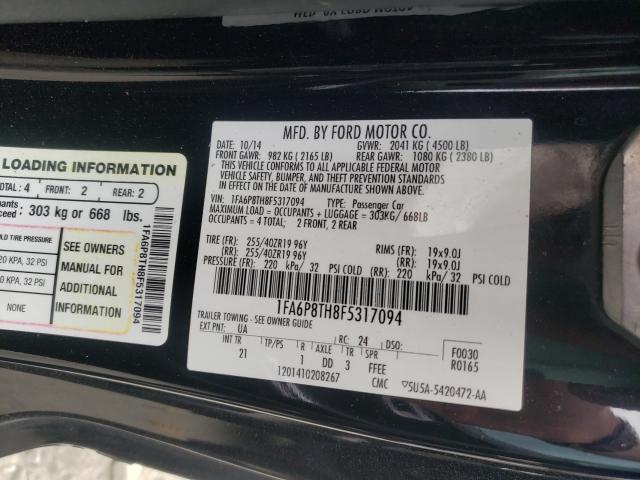 MFD. BY FORD MOTOR CO.
DATE: 10/14 GVWR: 2041 KG (4500 LB)
FRONT GAWR: 982 KG (2165 LB) REAR GAWR: 1080 KG (2380 LB)
THIS VEHICLE CONFORMS TO ALL APPLICABLE FEDERAL MOTOR
VEHICLE SAFETY, BUMPER, AND THEFT PREVENTION STANDARDS
IN EFFECT ON THE DATE OF MANUFACTURE SHOWN ABOVE.
VIN: 1FA6P8TH8F5317094 TYPE: Passenger Car
MAXIMUM LOAD = OCCUPANTS + LUGGAGE = 303KG/ 668LB
OCCUPANTS = 4 TOTAL; 2 FRONT, 2 REAR
TIRE (FR): 255/40ZR19 96Y RIMS (FR): 19x9.0J
(RR): 255/40ZR19 96Y (RR): 19x9.0J
PRESSURE (FR): 220 kPa/ 32 PSI COLD (RR): 220 kPa/ 32 PSI COLD
1FA6P8TH8F5317094
TRAILER TOWING - SEE OWNER GUIDE
EXT PNT: UA RC: 24 DSO:
INT TR TP/PS R AXLE TR SPR F0030
21 1 DD 3 FFEE R0165
1201410208267 CMC 5U5A-5420472-AA
LOADING INFORMATION
TOTAL: 4 FRONT: 2 REAR: 2
303 kg or 668 lbs.
TIRE PRESSURE
KPA, 32 PSI
KPA, 32 PSI
NONE
SEE OWNERS
MANUAL FOR
ADDITIONAL
INFORMATION
1FA6P8TH8F5317094